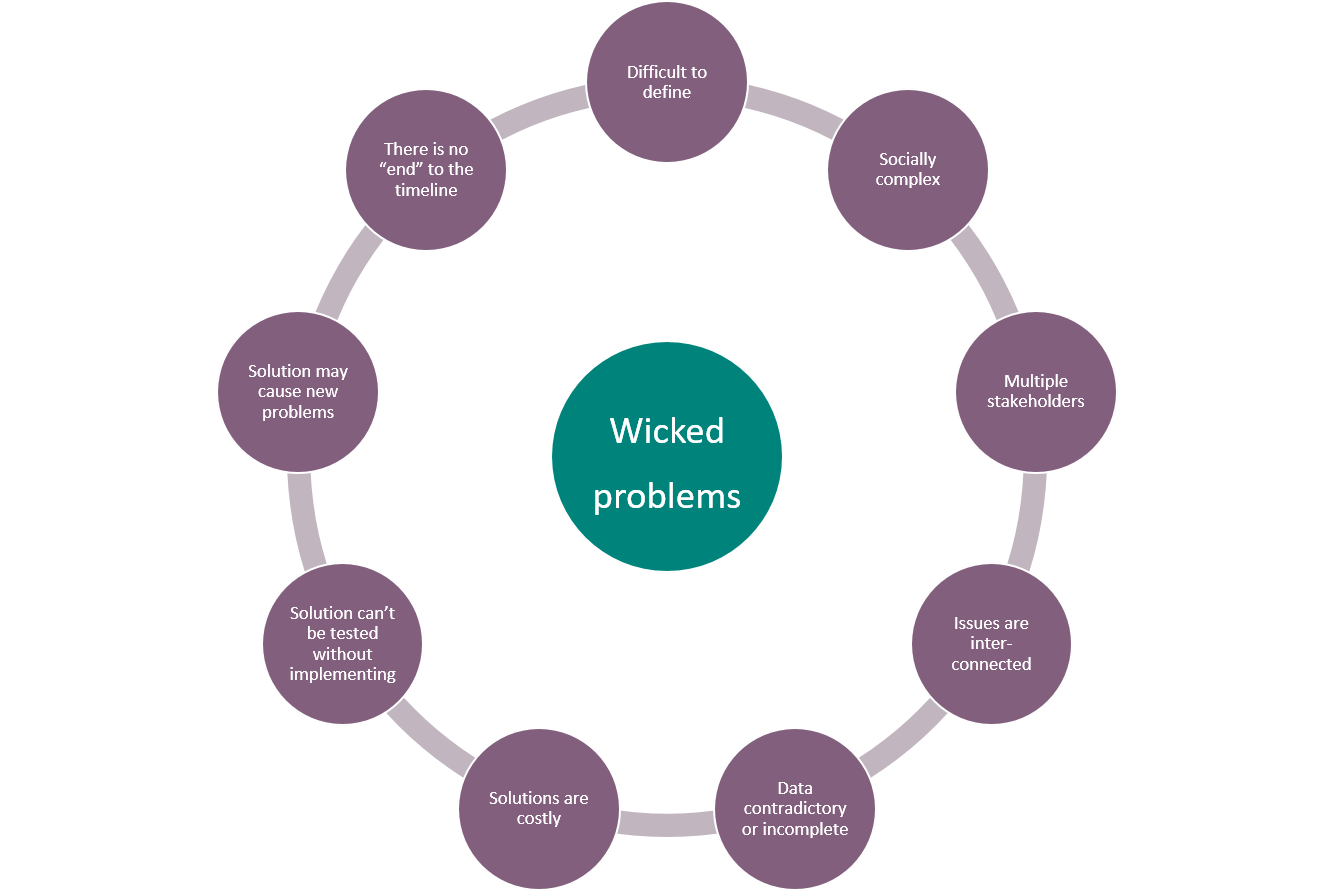 Difficult to
define
Socially
complex
Multiple
stakeholders
Issues are
inter-
connected
Data
contradictory
or incomplete
Solutions are
costly
Solution can’t
be tested
without
implementing
Solution may
cause new
problems
There is no
“end” to the
timeline
Wicked
problems